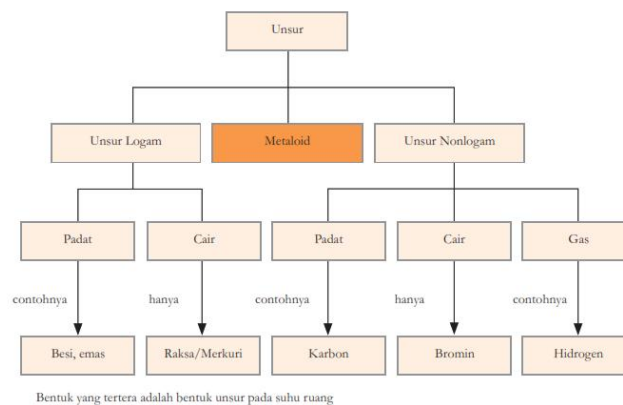 Unsur
Unsur Logam
Metaloid
Unsur Nonlogam
Padat
Cair
Padat
Cair
Gas
contohnya
hanya
contohnya
hanya
contohnya
Besi, emas
Raksa/Merkuri
Karbon
Bromin
Hidrogen
Bentuk yang tertera adalah bentuk unsur pada suhu ruang